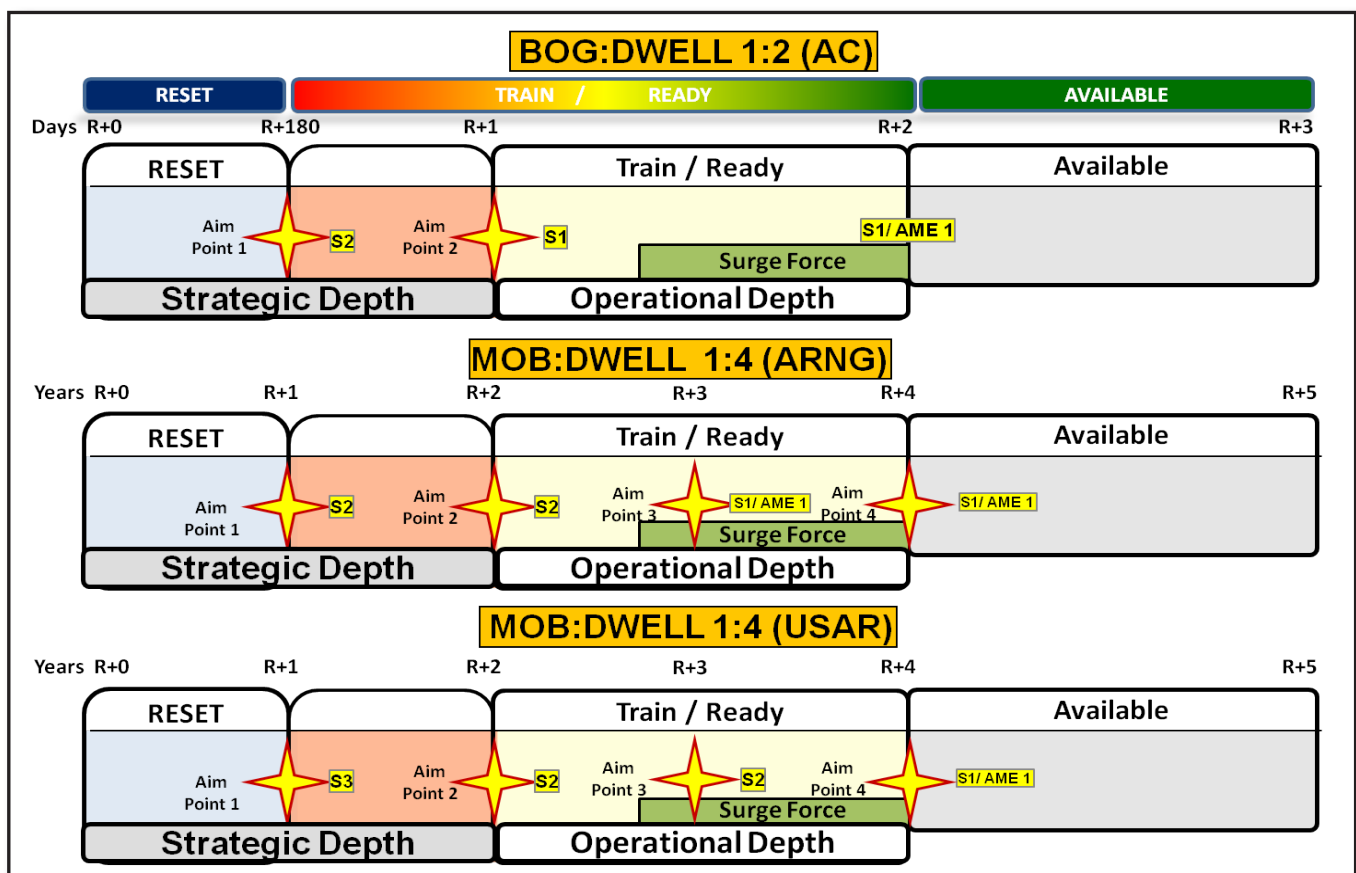 BOG:DWELL 1:2 (AC)
RESET TRAIN / READY AVAILABLE
Days R+0 R+180 R+1 R+2 R+3
RESET Train / Ready Available
Aim Point 1
S2
Aim Point 2
S1
S1/ AME 1
Surge Force
Strategic Depth Operational Depth
MOB:DWELL 1:4 (ARNG)
Years R+0 R+1 R+2 R+3 R+4 R+5
RESET Train / Ready Available
Aim Point 1
S2
Aim Point 2
S2
Aim Point 3
S1/ AME 1
Aim Point 4
S1/ AME 1
Surge Force
Strategic Depth Operational Depth
MOB:DWELL 1:4 (USAR)
Years R+0 R+1 R+2 R+3 R+4 R+5
RESET Train / Ready Available
Aim Point 1
S3
Aim Point 2
S2
Aim Point 3
S2
Aim Point 4
S1/ AME 1
Surge Force
Strategic Depth Operational Depth